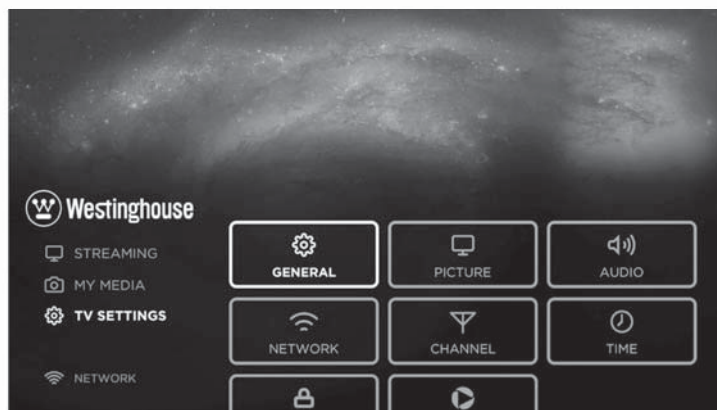 Westinghouse
STREAMING
MY MEDIA
TV SETTINGS
NETWORK
GENERAL
PICTURE
AUDIO
NETWORK
CHANNEL
TIME